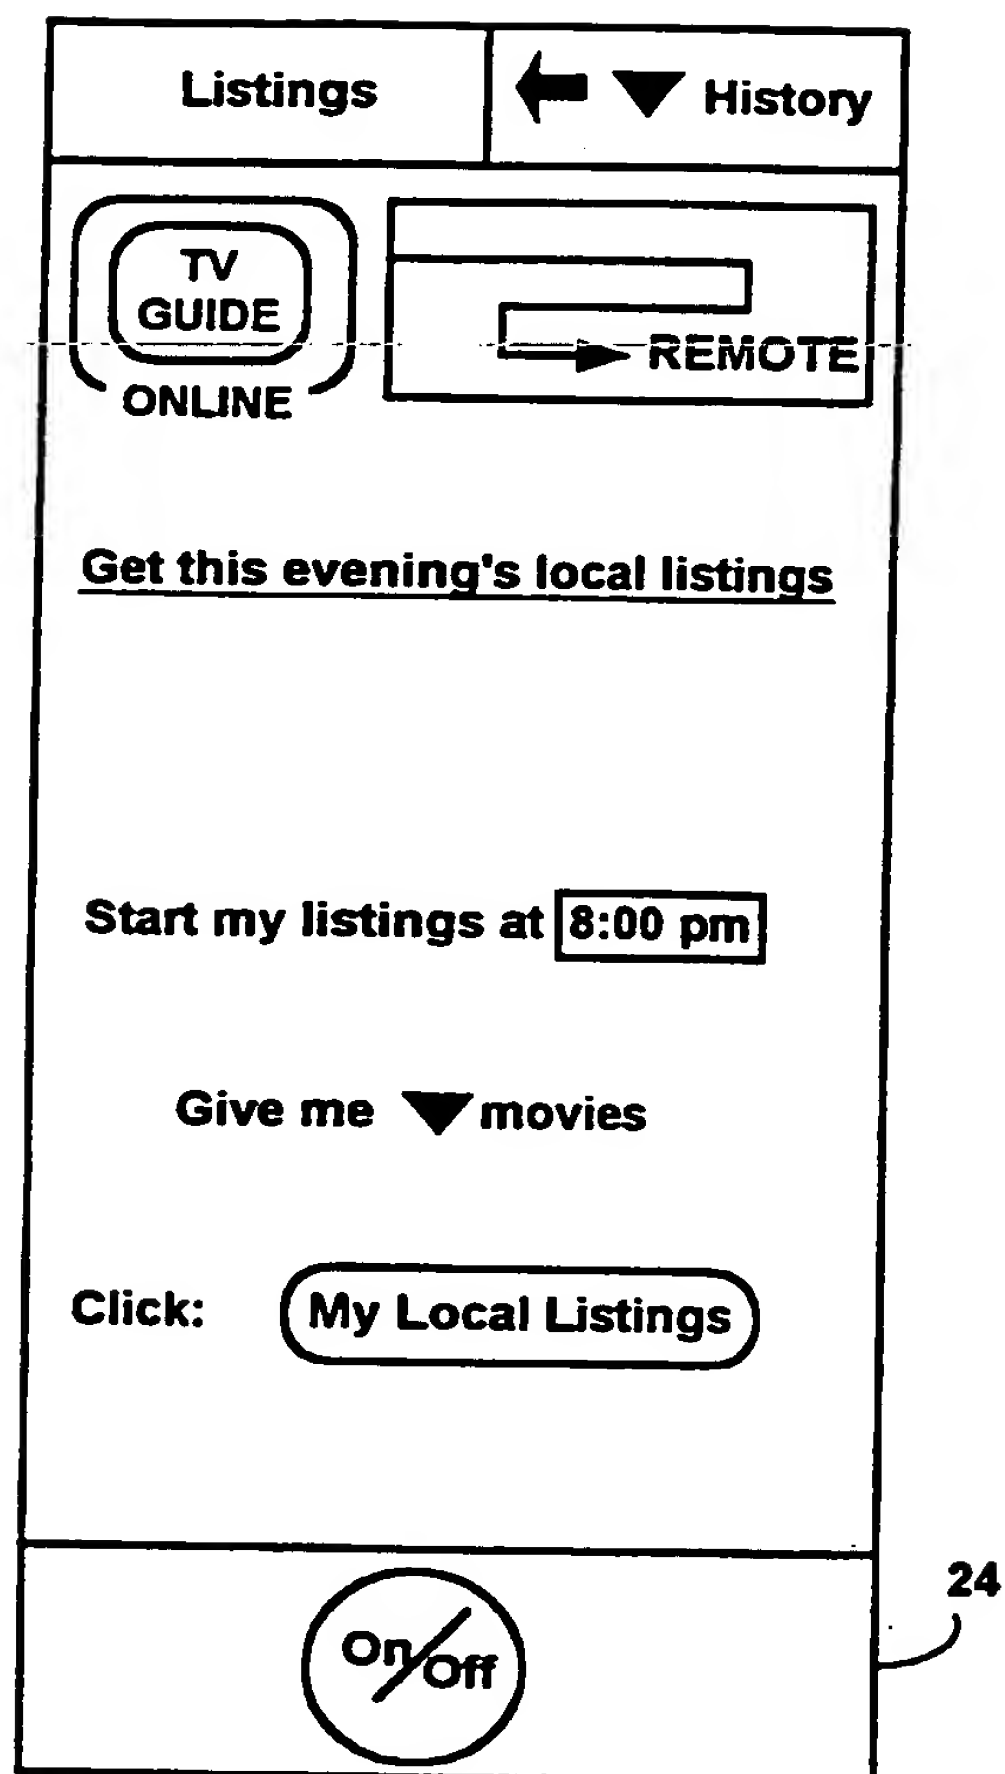 Listings
History
TV
GUIDE
ONLINE
REMOTE
Get this evening's local listings
Start my listings at 8:00 pm
Give me movies
Click: My Local Listings
24
On/Off